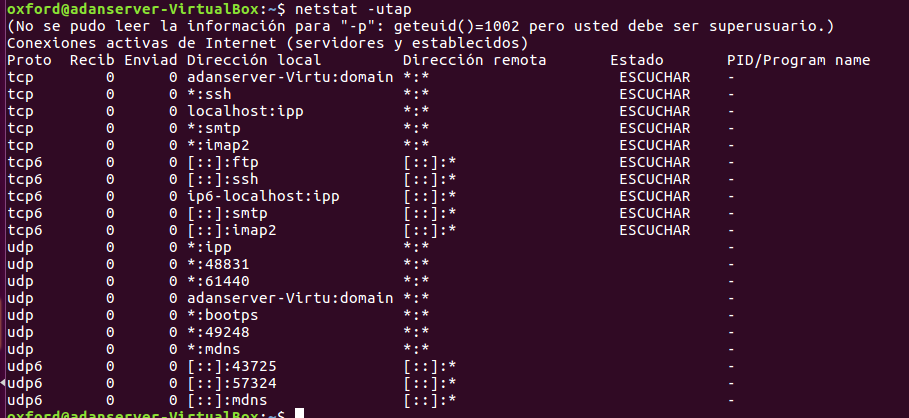 oxford@adanserver-VirtualBox:~$ netstat -utap
(No se pudo leer la información para "-p": geteuid()=1002 pero usted debe ser superusuario.)
Conexiones activas de Internet (servidores y establecidos)
Proto  Recib Enviad Dirección local         Dirección remota       Estado       PID/Program name
tcp        0      0 adanserver-Virtu:domain *:*                     ESCUCHAR    -
tcp        0      0 *:ssh                   *:*                     ESCUCHAR    -
tcp        0      0 localhost:ipp           *:*                     ESCUCHAR    -
tcp        0      0 *:smtp                  *:*                     ESCUCHAR    -
tcp        0      0 *:imap2                 *:*                     ESCUCHAR    -
tcp6       0      0 [::]:ftp                [::]:*                  ESCUCHAR    -
tcp6       0      0 [::]:ssh                [::]:*                  ESCUCHAR    -
tcp6       0      0 ip6-localhost:ipp       [::]:*                  ESCUCHAR    -
tcp6       0      0 [::]:smtp               [::]:*                  ESCUCHAR    -
tcp6       0      0 [::]:imap2              [::]:*                  ESCUCHAR    -
udp        0      0 *:ipp                   *:*                                 -
udp        0      0 *:48831                 *:*                                 -
udp        0      0 *:61440                 *:*                                 -
udp        0      0 adanserver-Virtu:domain *:*                                 -
udp        0      0 *:bootps                *:*                                 -
udp        0      0 *:49248                 *:*                                 -
udp        0      0 *:mdns                  *:*                                 -
udp6       0      0 [::]:43725              [::]:*                              -
udp6       0      0 [::]:57324              [::]:*                              -
udp6       0      0 [::]:mdns               [::]:*                              -
oxford@adanserver-VirtualBox:~$